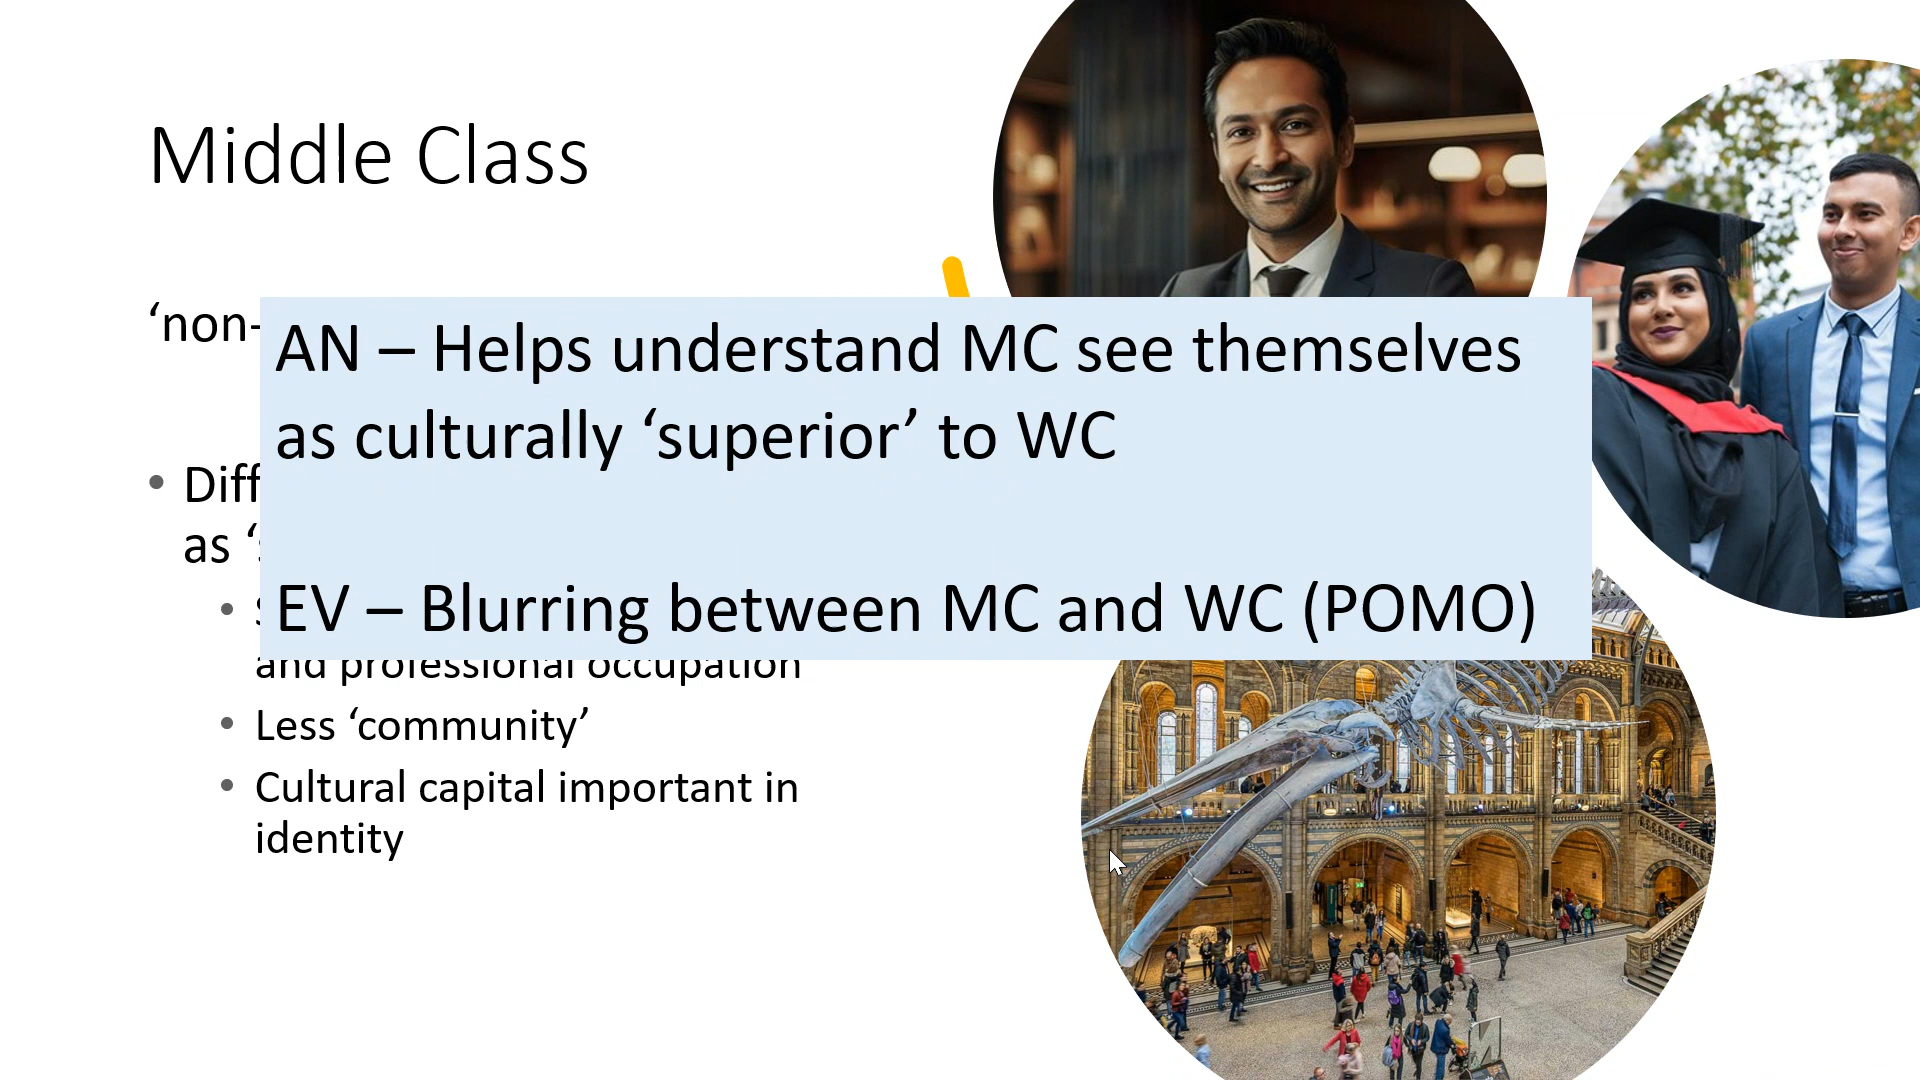 Middle Class
‘non-
AN – Helps understand MC see themselves
as culturally ‘superior’ to WC
EV – Blurring between MC and WC (POMO)
• Diff
as
•
and professional occupation
• Less ‘community’
• Cultural capital important in
identity